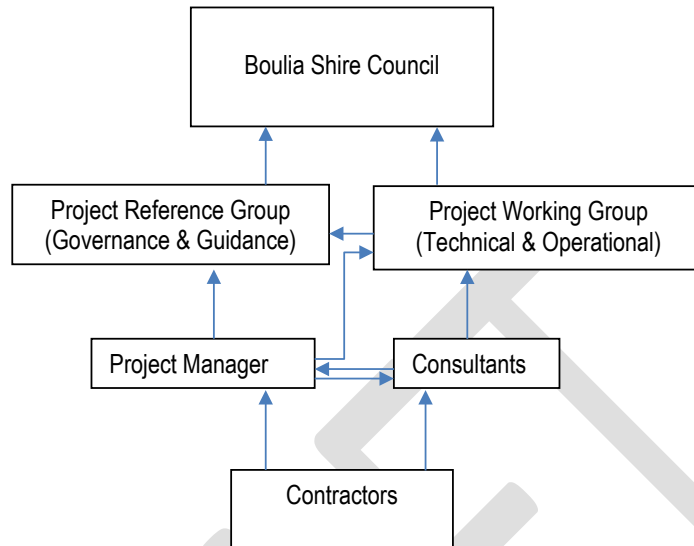 Boulia Shire Council
Project Reference Group
(Governance & Guidance)
Project Working Group
(Technical & Operational)
Project Manager
Consultants
Contractors